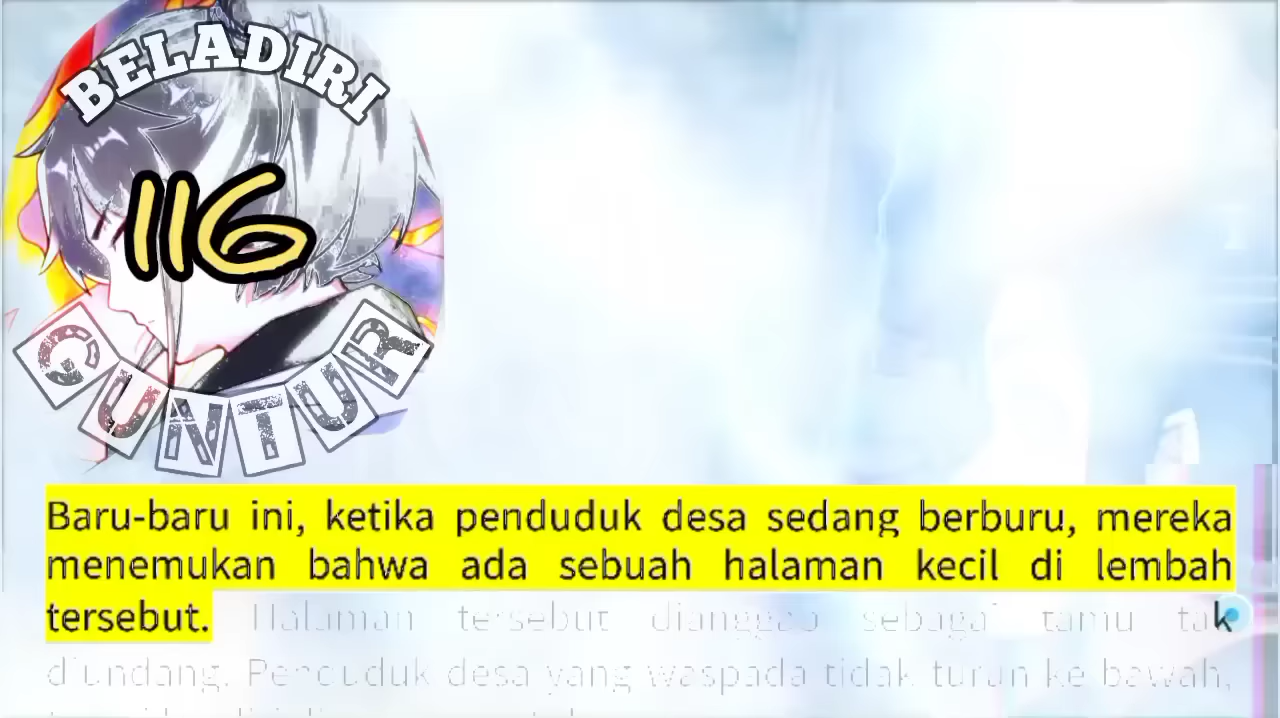 BELADIRI
116
GUNTUR
Baru-baru ini, ketika penduduk desa sedang berburu, mereka
menemukan bahwa ada sebuah halaman kecil di lembah
tersebut. Halaman tersebut dianggap sebagai tamu tak
diundang. Penduduk desa yang waspada tidak turun ke bawah,